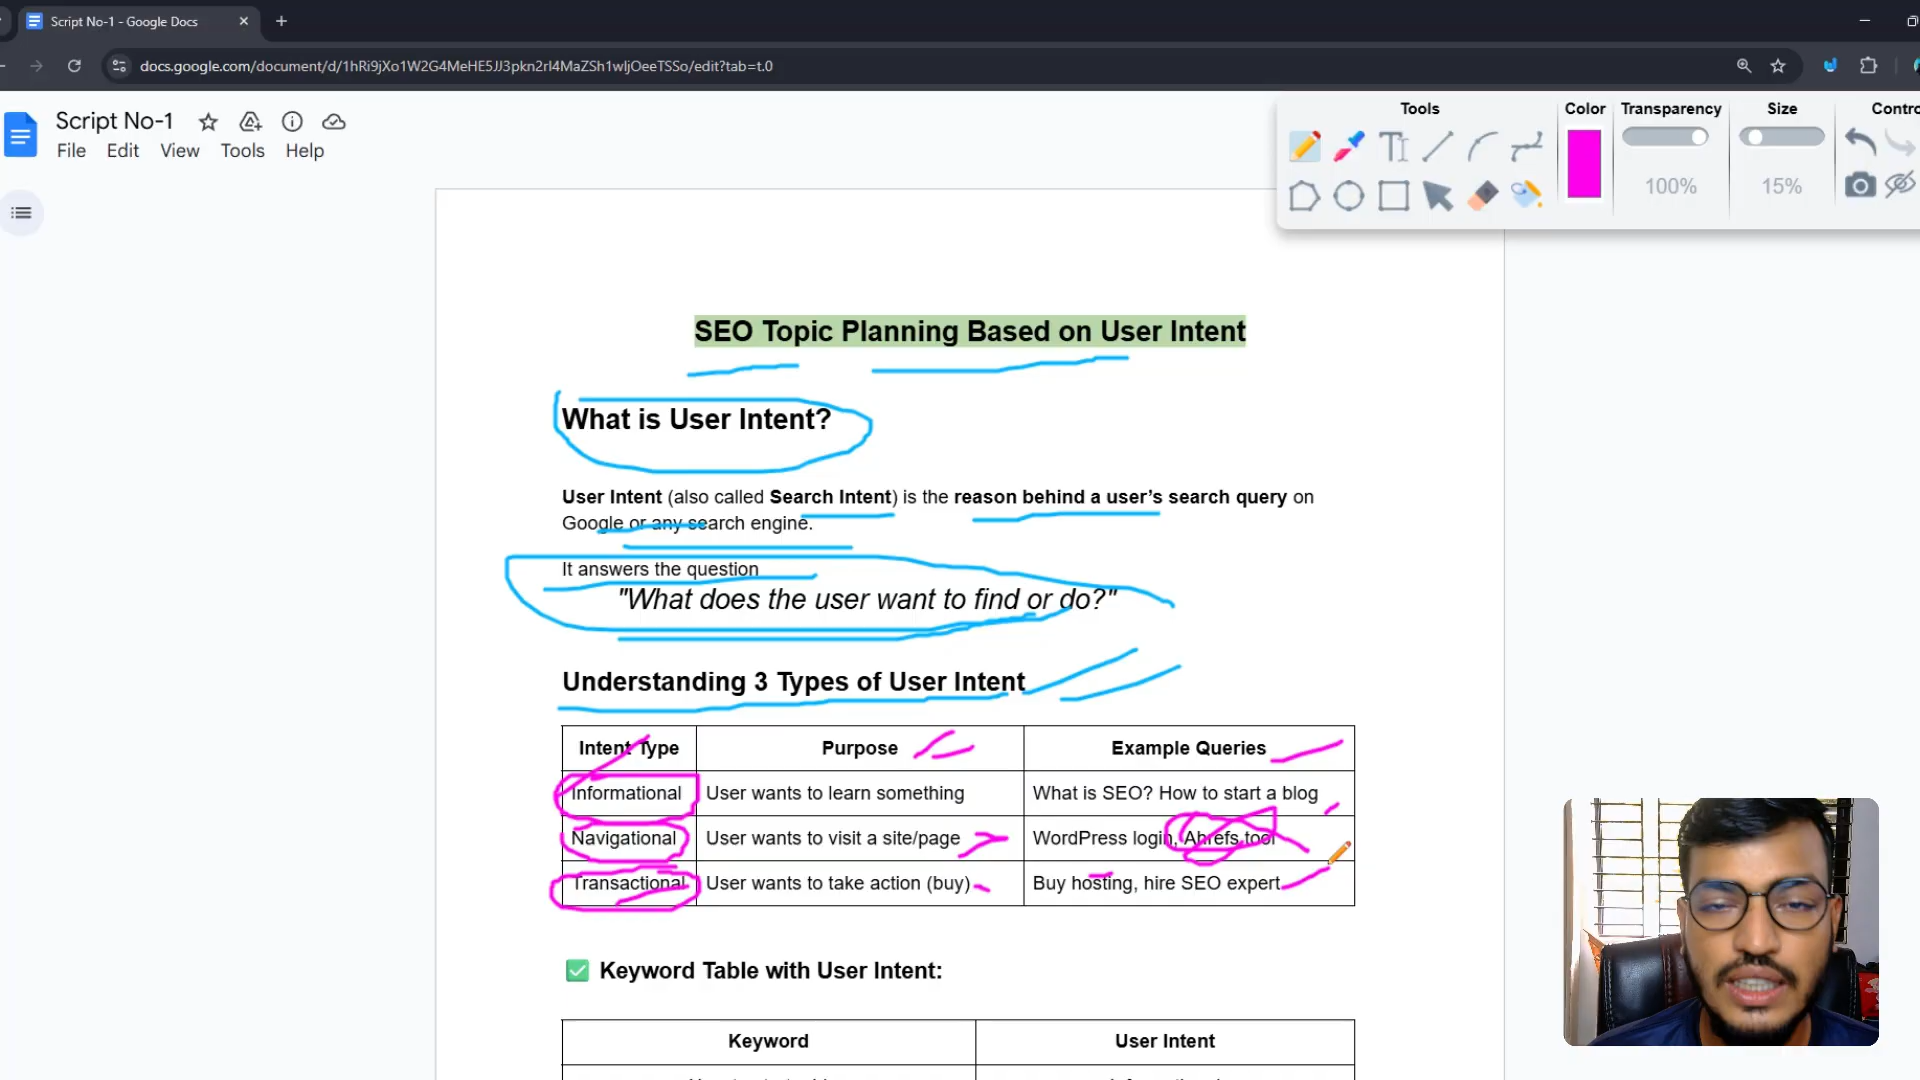 Script No-1 - Google Docs
docs.google.com/document/d/1hRi9jXo1W2G4MeHE5JJ3pkn2rI4MaZSh1wljOeeTSSo/edit?tab=t.0
Script No-1
File Edit View Tools Help
Tools Color Transparency Size Contro
100% 15%
SEO Topic Planning Based on User Intent
What is User Intent?
User Intent (also called Search Intent) is the reason behind a user’s search query on
Google or any search engine.
It answers the question
"What does the user want to find or do?"
Understanding 3 Types of User Intent
Intent Type Purpose Example Queries
Informational User wants to learn something What is SEO? How to start a blog
Navigational User wants to visit a site/page WordPress login, Ahrefs tool
Transactional User wants to take action (buy) Buy hosting, hire SEO expert
✅ Keyword Table with User Intent:
Keyword User Intent